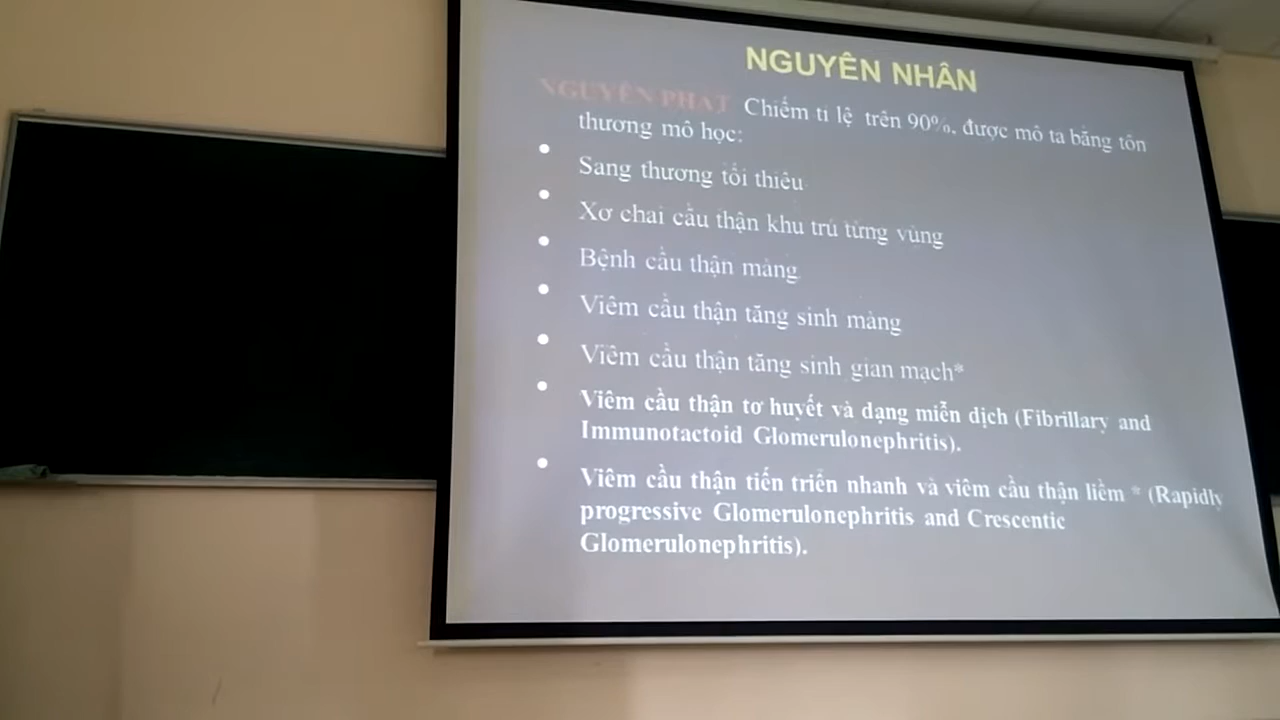 NGUYÊN NHÂN
NGUYÊN PHÁT Chiếm tỉ lệ trên 90%, được mô tả bằng tổn
thương mô học:
Sang thương tối thiểu
Xơ chai cầu thận khu trú từng vùng
Bệnh cầu thận màng
Viêm cầu thận tăng sinh màng
Viêm cầu thận tăng sinh gian mạch*
Viêm cầu thận tơ huyết và dạng miễn dịch (Fibrillary and
Immunotactoid Glomerulonephritis).
Viêm cầu thận tiến triển nhanh và viêm cầu thận liềm * (Rapidly
progressive Glomerulonephritis and Crescentic
Glomerulonephritis).